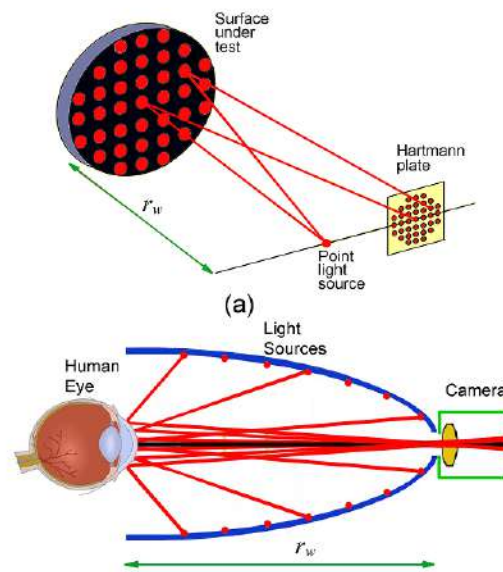 Surface
under
test
Hartmann
plate
r_w
Point
light
source
(a)
Light
Sources
Human
Eye
Camera
r_w